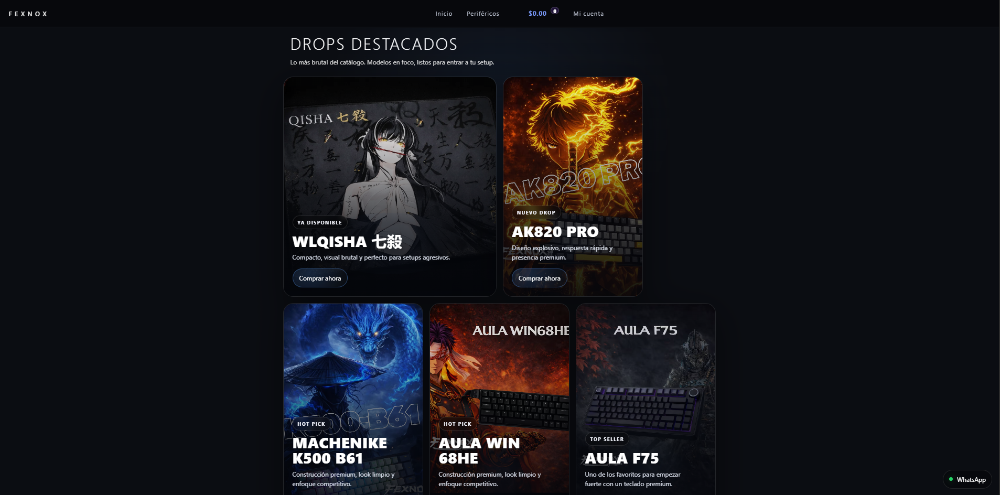 FEXNOX
Inicio
Periféricos
$0.00
0
Mi cuenta
DROPS DESTACADOS
Lo más brutal del catálogo. Modelos en foco, listos para entrar a tu setup.
QISHA 七殺
YA DISPONIBLE
WLQISHA 七殺
Compacto, visual brutal y perfecto para setups agresivos.
Comprar ahora
AK820 PRO
NUEVO DROP
AK820 PRO
Diseño explosivo, respuesta rápida y
presencia premium.
Comprar ahora
K500-B61
HOT PICK
MACHENIKE
K500 B61
Construcción premium, look limpio y
enfoque competitivo.
AULA WIN68HE
HOT PICK
AULA WIN
68HE
Construcción premium, look limpio y
enfoque competitivo.
AULA F75
TOP SELLER
AULA F75
Uno de los favoritos para empezar
fuerte con un teclado premium.
WhatsApp